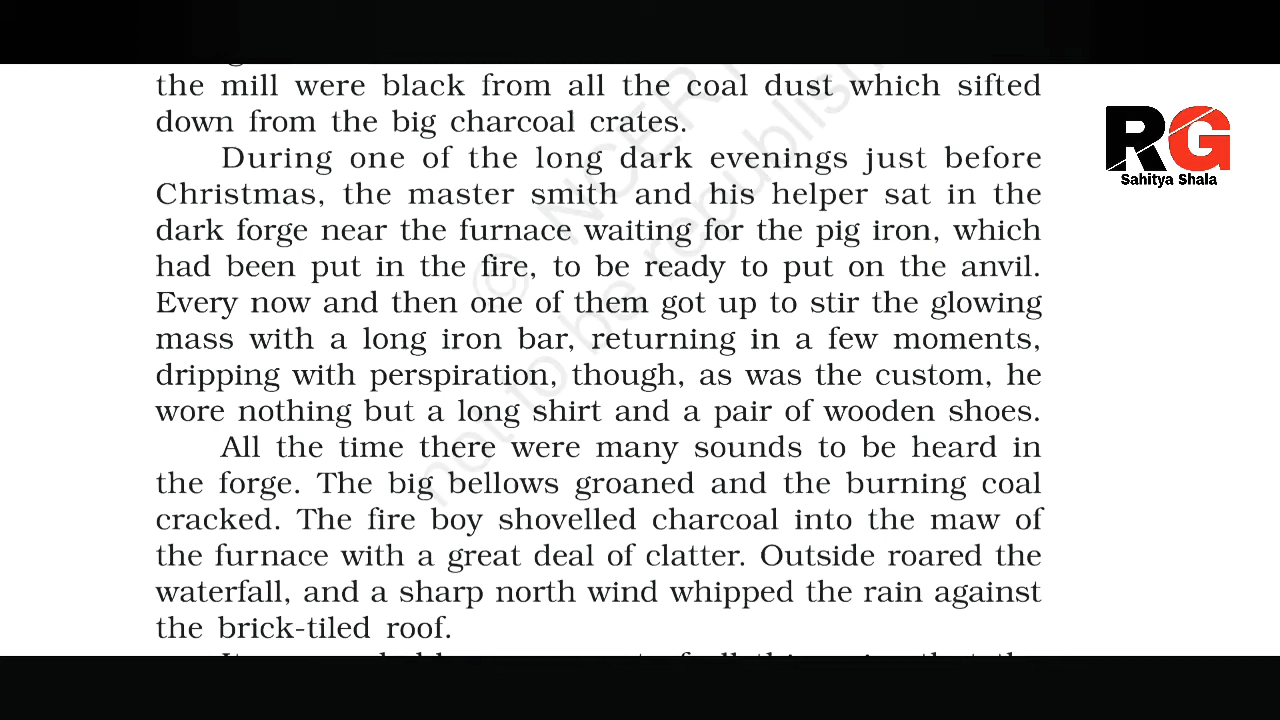 the mill were black from all the coal dust which sifted
down from the big charcoal crates.
During one of the long dark evenings just before
Christmas, the master smith and his helper sat in the
dark forge near the furnace waiting for the pig iron, which
had been put in the fire, to be ready to put on the anvil.
Every now and then one of them got up to stir the glowing
mass with a long iron bar, returning in a few moments,
dripping with perspiration, though, as was the custom, he
wore nothing but a long shirt and a pair of wooden shoes.
All the time there were many sounds to be heard in
the forge. The big bellows groaned and the burning coal
cracked. The fire boy shovelled charcoal into the maw of
the furnace with a great deal of clatter. Outside roared the
waterfall, and a sharp north wind whipped the rain against
the brick-tiled roof.
RG
Sahitya Shala
© NCERT
not to be republish